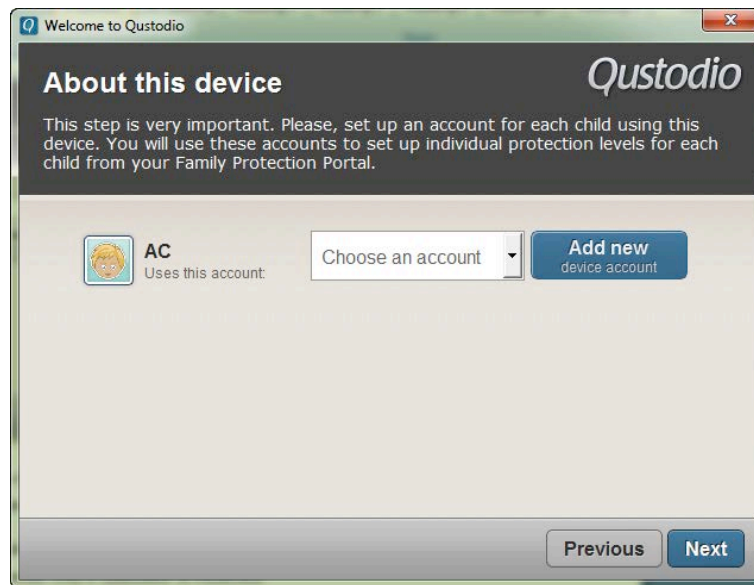 Welcome to Qustodio
About this device
Qustodio
This step is very important. Please, set up an account for each child using this
device. You will use these accounts to set up individual protection levels for each
child from your Family Protection Portal.
AC
Uses this account:
Choose an account
Add new
device account
Previous
Next